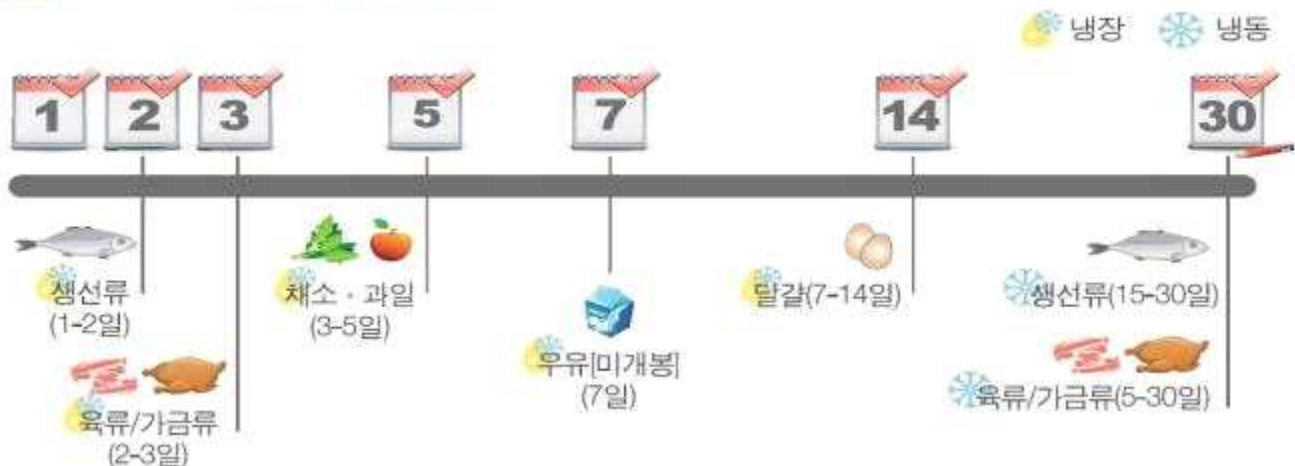 냉장 냉동
1 2 3 5 7 14 30
생선류
(1-2일)
육류/가금류
(2-3일)
채소·과일
(3-5일)
우유[미개봉]
(7일)
달걀(7-14일)
생선류(15-30일)
육류/가금류(5-30일)